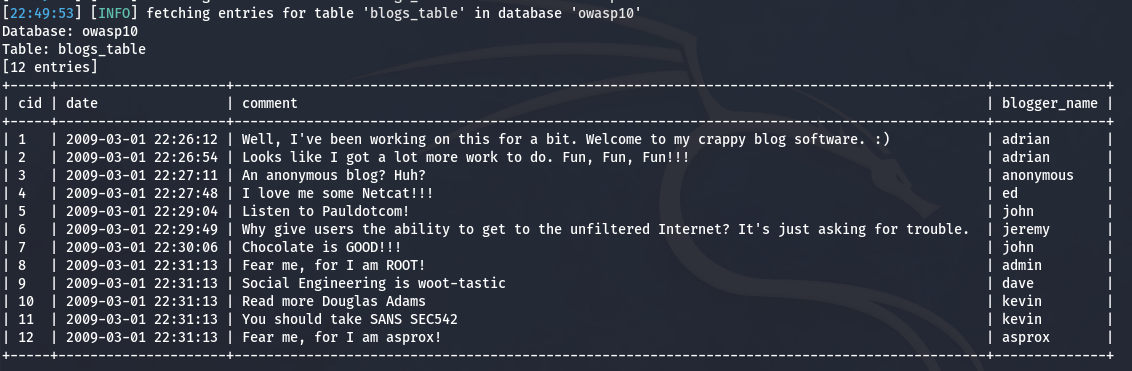 [22:49:53] [INFO] fetching entries for table 'blogs_table' in database 'owasp10'
Database: owasp10
Table: blogs_table
[12 entries]
+-----+---------------------+------------------------------------------------------------------------------------+--------------+
| cid | date | comment | blogger_name |
+-----+---------------------+------------------------------------------------------------------------------------+--------------+
| 1 | 2009-03-01 22:26:12 | Well, I've been working on this for a bit. Welcome to my crappy blog software. :) | adrian |
| 2 | 2009-03-01 22:26:54 | Looks like I got a lot more work to do. Fun, Fun, Fun!!! | adrian |
| 3 | 2009-03-01 22:27:11 | An anonymous blog? Huh? | anonymous |
| 4 | 2009-03-01 22:27:48 | I love me some Netcat!!! | ed |
| 5 | 2009-03-01 22:29:04 | Listen to Pauldotcom! | john |
| 6 | 2009-03-01 22:29:49 | Why give users the ability to get to the unfiltered Internet? It's just asking for trouble. | jeremy |
| 7 | 2009-03-01 22:30:06 | Chocolate is GOOD!!! | john |
| 8 | 2009-03-01 22:31:13 | Fear me, for I am ROOT! | admin |
| 9 | 2009-03-01 22:31:13 | Social Engineering is woot-tastic | dave |
| 10 | 2009-03-01 22:31:13 | Read more Douglas Adams | kevin |
| 11 | 2009-03-01 22:31:13 | You should take SANS SEC542 | kevin |
| 12 | 2009-03-01 22:31:13 | Fear me, for I am asprox! | asprox |
+-----+---------------------+------------------------------------------------------------------------------------+--------------+